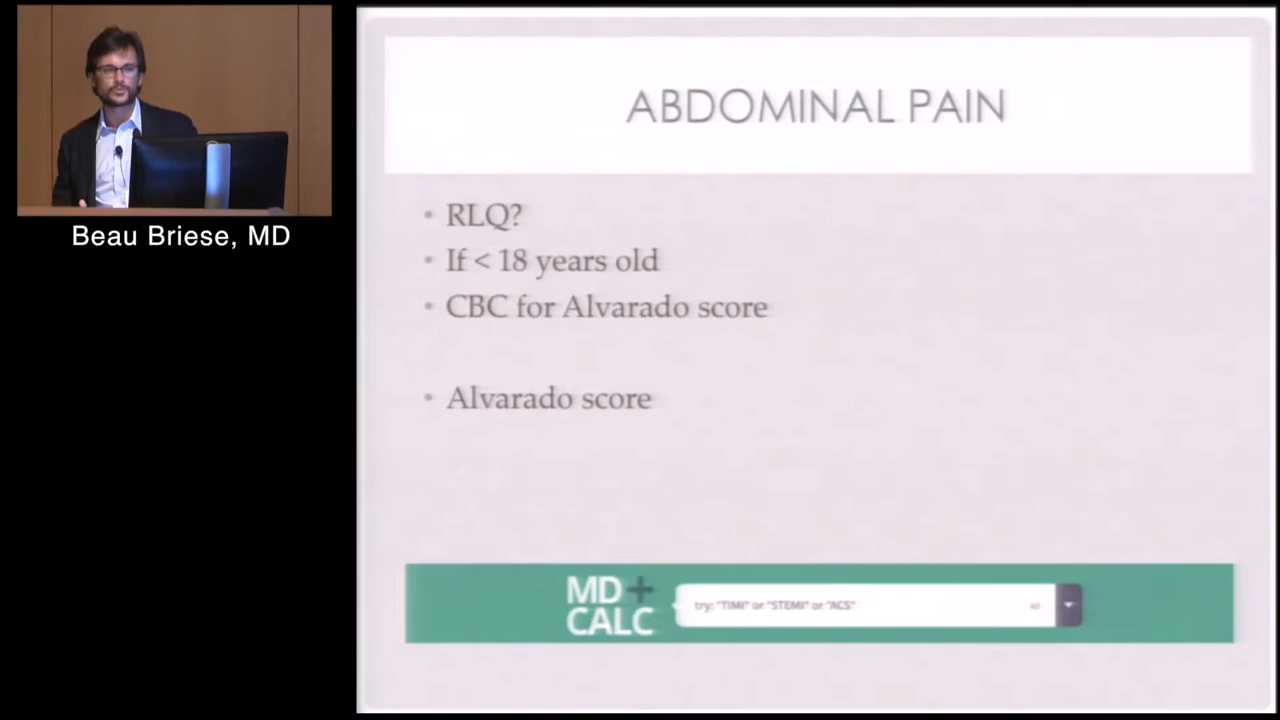 Beau Briese, MD
ABDOMINAL PAIN
• RLQ?
• If < 18 years old
• CBC for Alvarado score
• Alvarado score
MD+
CALC
try: "TIMI" or "STEMI" or "ACS"
All